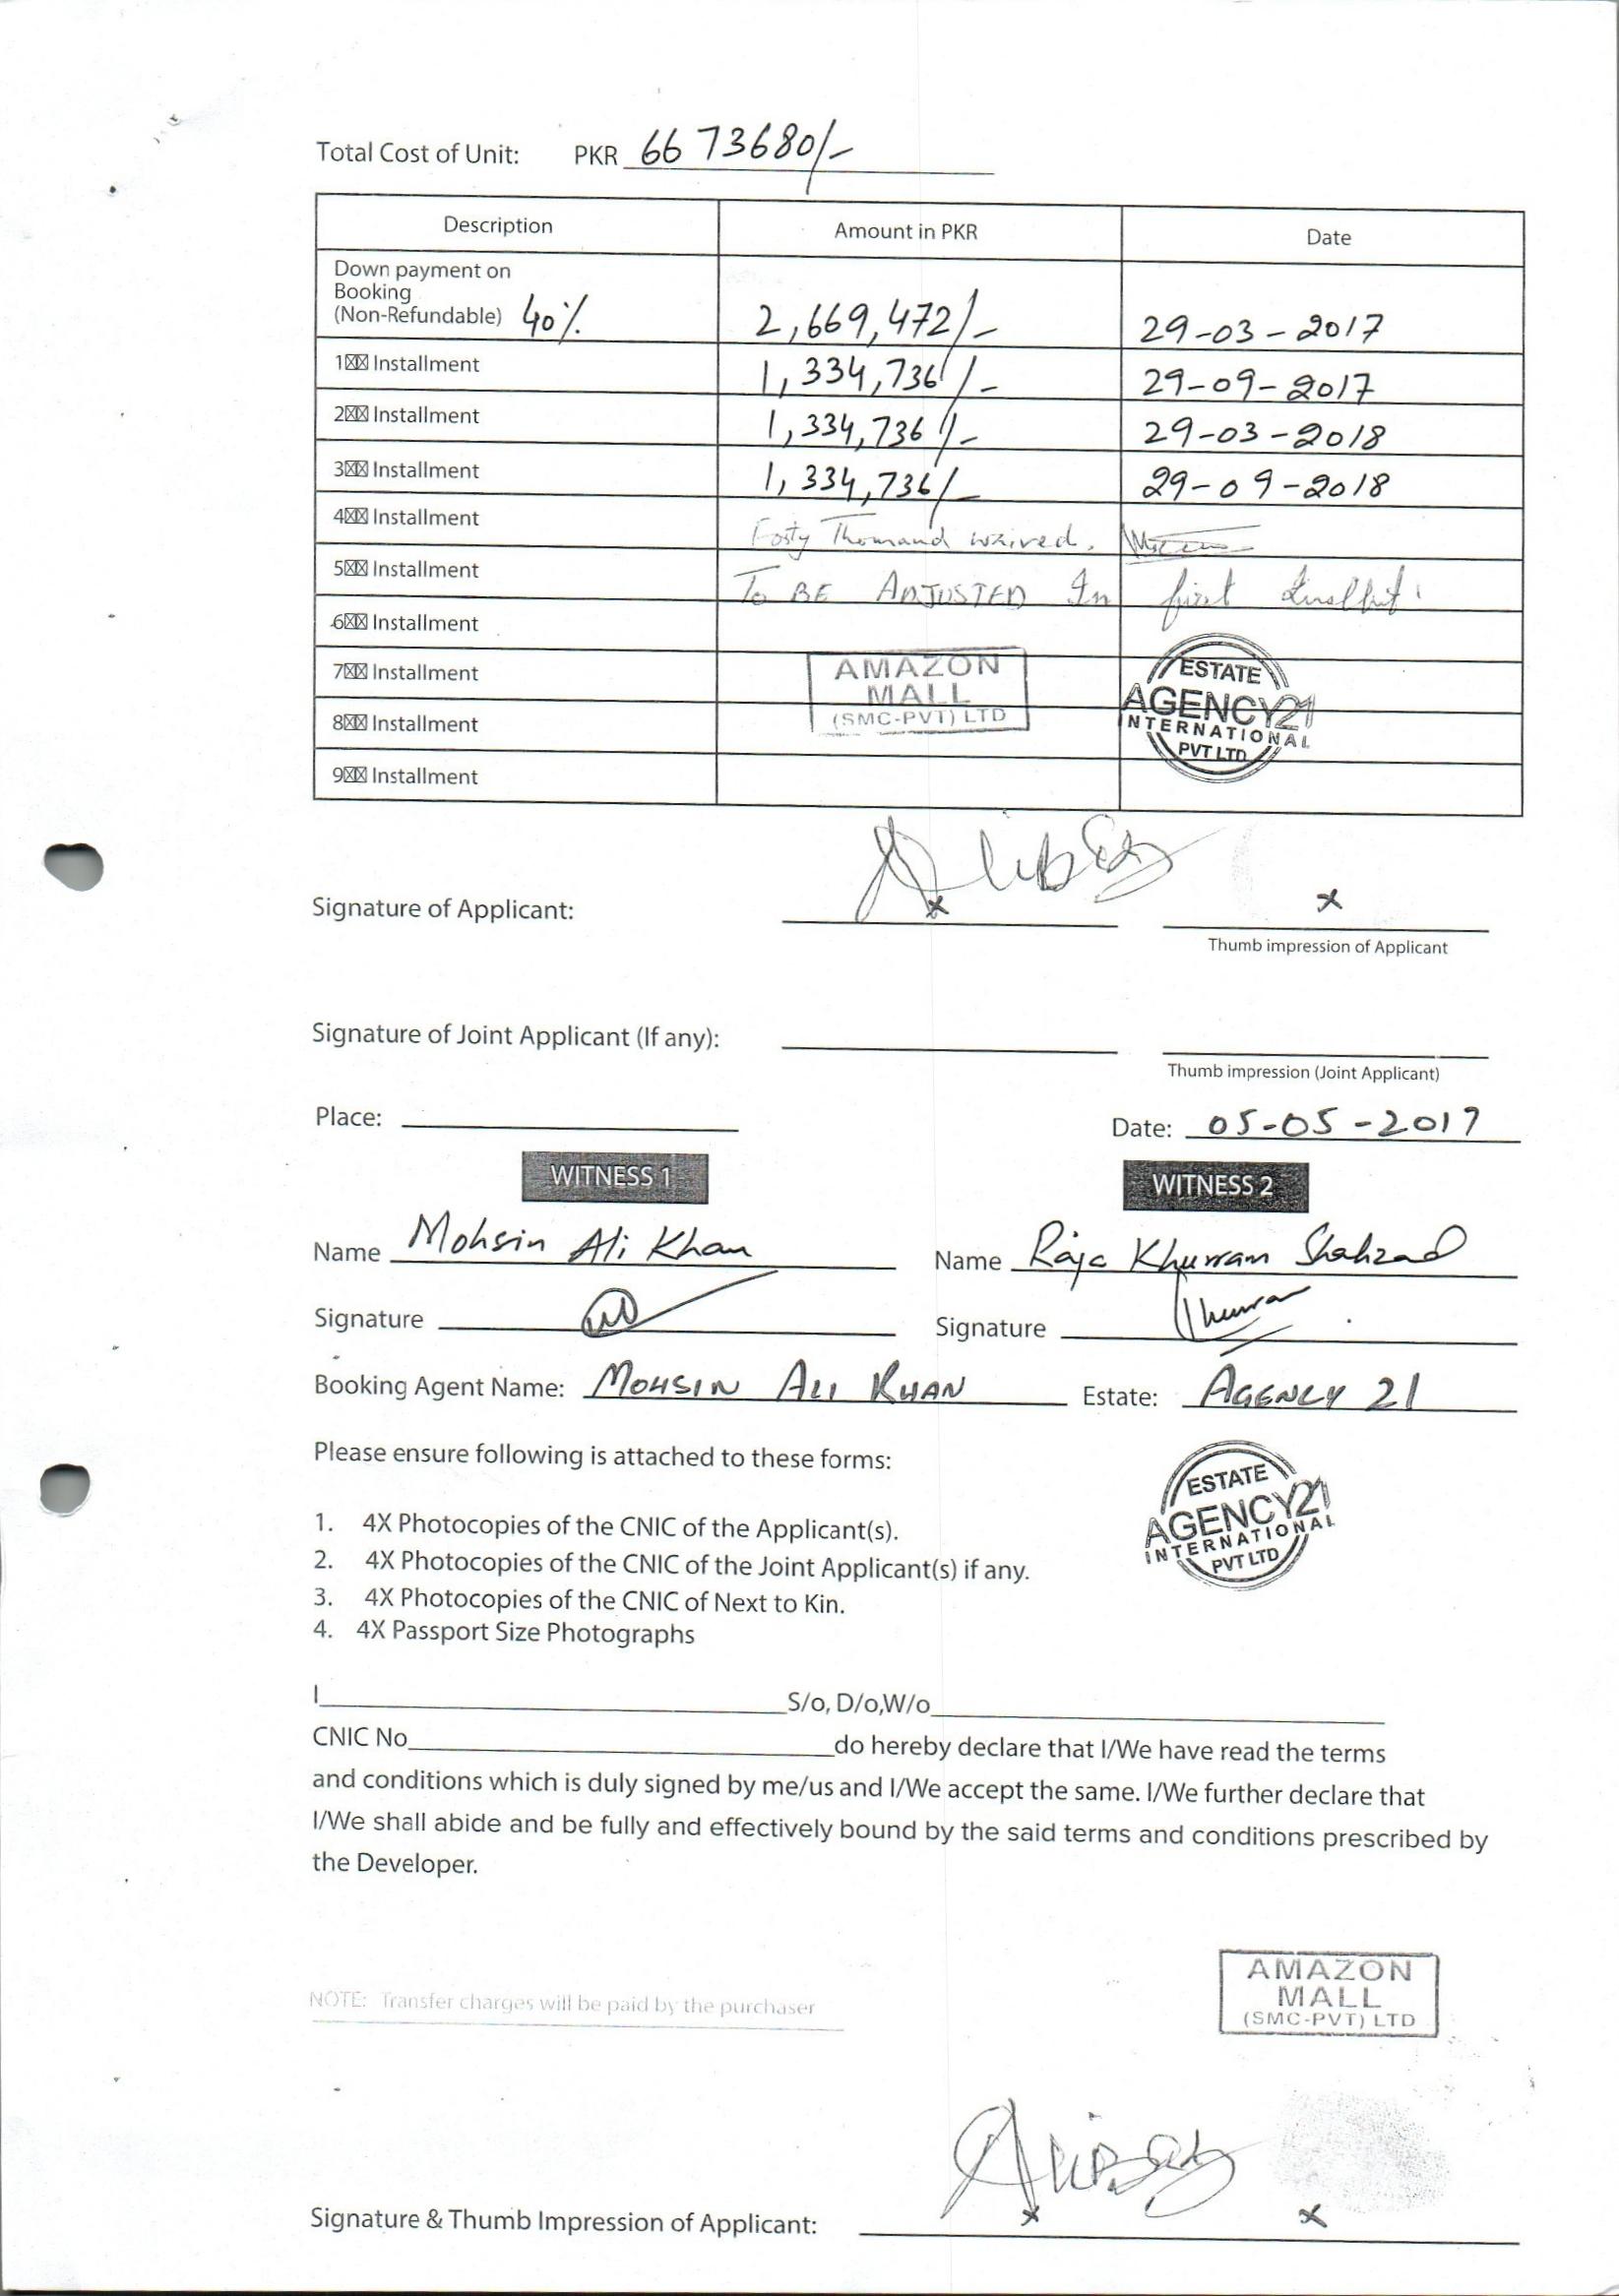 Total Cost of Unit: PKR 6673680/-
Description Amount in PKR Date
Down payment on
Booking
(Non-Refundable) 40% 2,669,472/- 29-03-2017
1 Installment 1,334,736/- 29-09-2017
2 Installment 1,334,736/- 29-03-2018
3 Installment 1,334,736/- 29-09-2018
4 Installment Forty Thousand waived.
5 Installment To BE ADJUSTED In first
6 Installment
7 Installment
8 Installment
9 Installment
AMAZON
MALL
(SMC-PVT) LTD
ESTATE
AGENCY21
INTERNATIONAL
PVT LTD
Signature of Applicant: x x
Thumb impression of Applicant
Signature of Joint Applicant (If any):
Thumb impression (Joint Applicant)
Place: Date: 05-05-2017
WITNESS 1 WITNESS 2
Name Mohsin Ali Khan Name Raja Khurram Shahzad
Signature Signature
Booking Agent Name: MOHSIN ALI KHAN Estate: AGENCY 21
Please ensure following is attached to these forms:
ESTATE
AGENCY21
INTERNATIONAL
PVT LTD
1. 4X Photocopies of the CNIC of the Applicant(s).
2. 4X Photocopies of the CNIC of the Joint Applicant(s) if any.
3. 4X Photocopies of the CNIC of Next to Kin.
4. 4X Passport Size Photographs
I S/o, D/o,W/o
CNIC No do hereby declare that I/We have read the terms
and conditions which is duly signed by me/us and I/We accept the same. I/We further declare that
I/We shall abide and be fully and effectively bound by the said terms and conditions prescribed by
the Developer.
AMAZON
MALL
(SMC-PVT) LTD
NOTE: Transfer charges will be paid by the purchaser
Signature & Thumb Impression of Applicant: x x